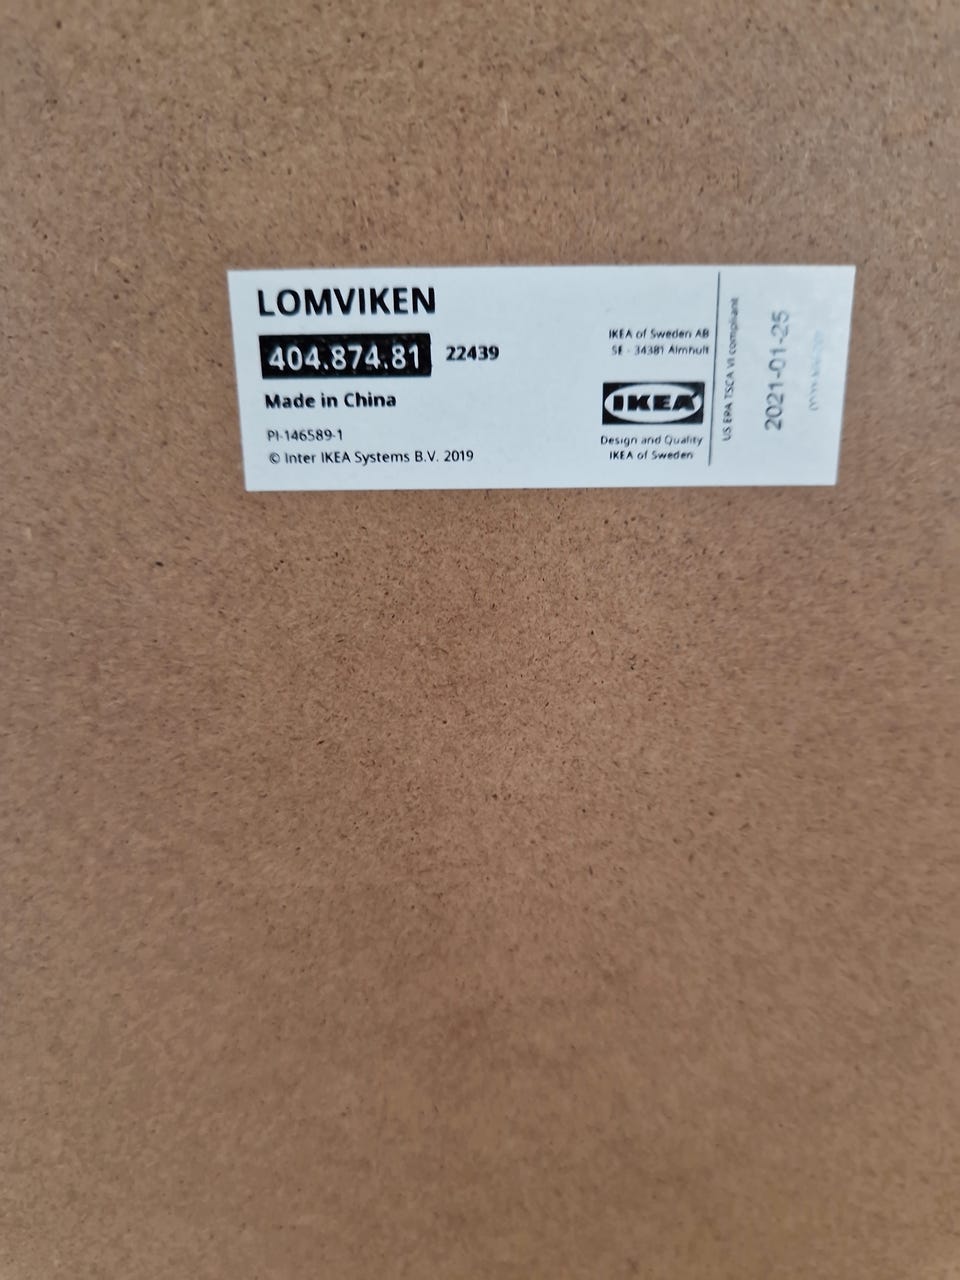 LOMVIKEN
404.874.81 22439
Made in China
PI-146589-1
© Inter IKEA Systems B.V. 2019
IKEA of Sweden AB
SE - 34381 Älmhult
IKEA
Design and Quality
IKEA of Sweden
US EPA TSCA VI compliant
2021-01-25